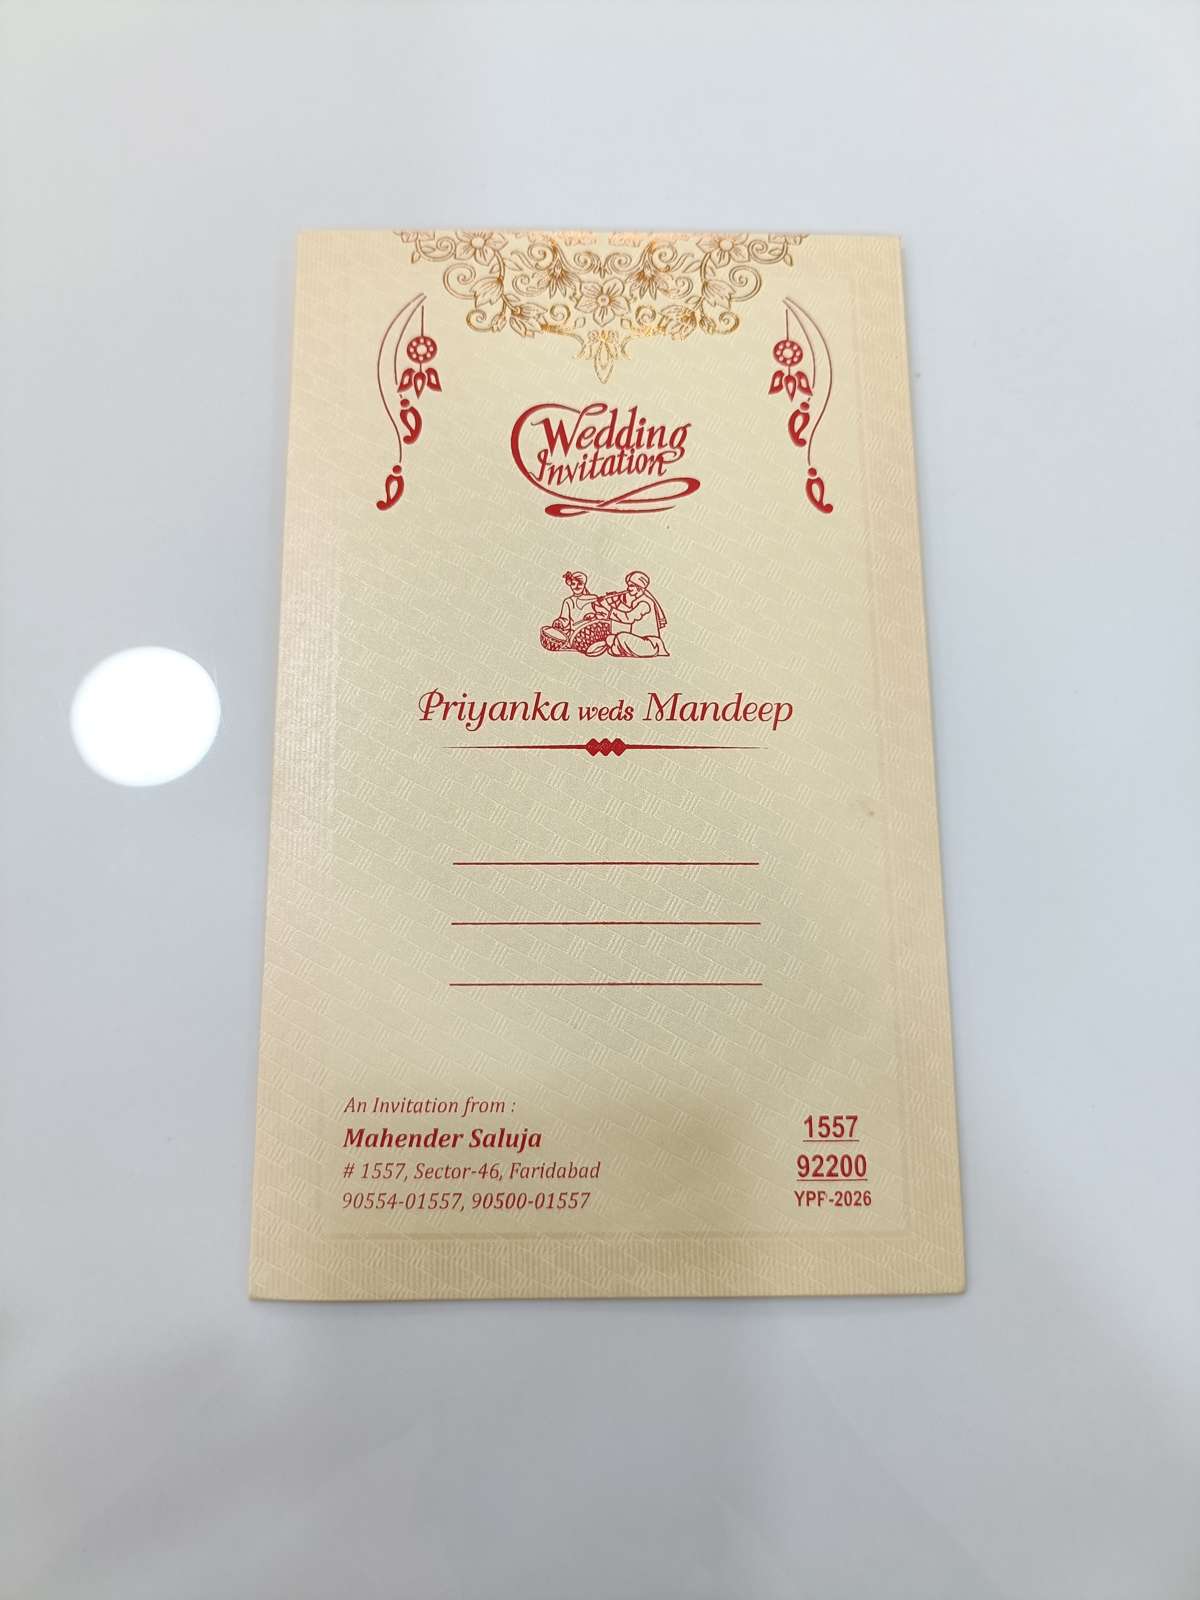 Wedding
Invitation
Priyanka weds Mandeep
An Invitation from :
Mahender Saluja
# 1557, Sector-46, Faridabad
90554-01557, 90500-01557
1557
92200
YPF-2026